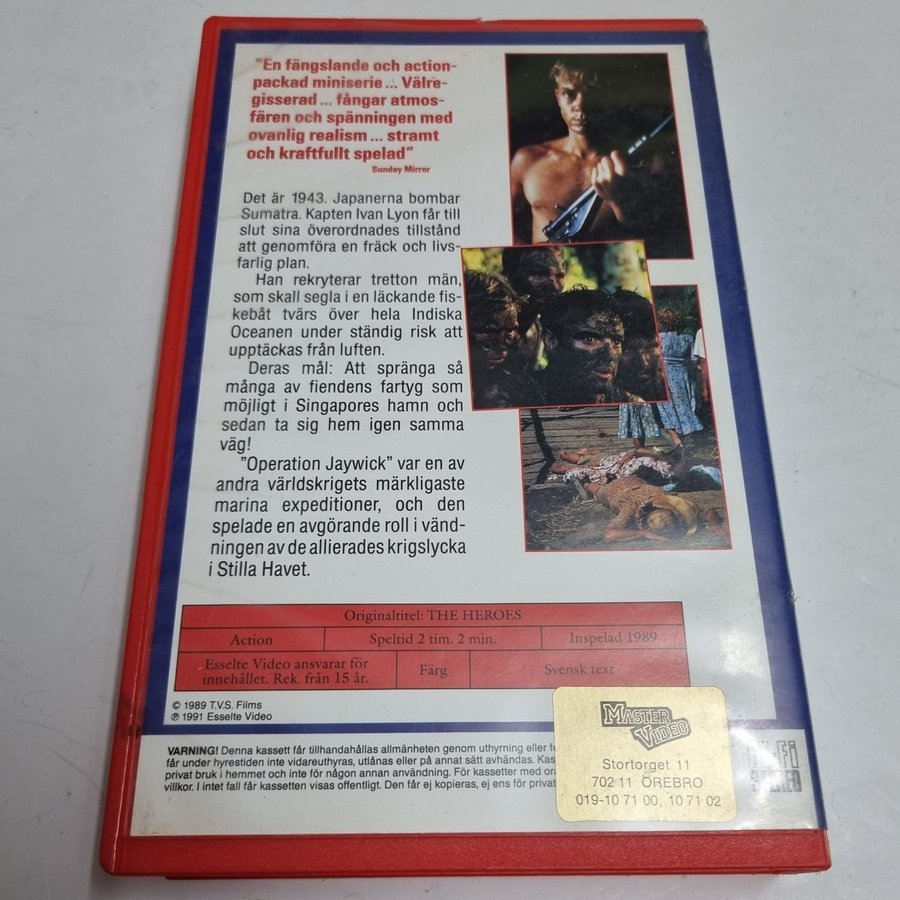 "En fängslande och action-
packad miniserie ... Välre-
gisserad ... fångar atmos-
fären och spänningen med
ovanlig realism ... stramt
och kraftfullt spelad"
Sunday Mirror
Det är 1943. Japanerna bombar
Sumatra. Kapten Ivan Lyon får till
slut sina överordnades tillstånd
att genomföra en fräck och livs-
farlig plan.
Han rekryterar tretton män,
som skall segla i en läckande fis-
kebåt tvärs över hela Indiska
Oceanen under ständig risk att
upptäckas från luften.
Deras mål: Att spränga så
många av fiendens fartyg som
möjligt i Singapores hamn och
sedan ta sig hem igen samma
väg!
"Operation Jaywick" var en av
andra världskrigets märkligaste
marina expeditioner, och den
spelade en avgörande roll i vänd-
ningen av de allierades krigslycka
i Stilla Havet.
Originaltitel: THE HEROES
Action Speltid 2 tim. 2 min. Inspelad 1989
Esselte Video ansvarar för
innehållet. Rek. från 15 år.
Färg Svensk text
© 1989 T.V.S. Films
℗ 1991 Esselte Video
VARNING! Denna kassett får tillhandahållas allmänheten genom uthyrning eller
får under hyrestiden inte vidareuthyras, utlånas eller på annat sätt avhändas.
privat bruk i hemmet och inte för någon annan användning. För kassetter med
villkor. I intet fall får kassetten visas offentligt. Den får ej kopieras, ej ens för privat
MASTER
VIDEO
Stortorget 11
702 11 ÖREBRO
019-10 71 00, 10 71 02
Hi-Fi
STEREO